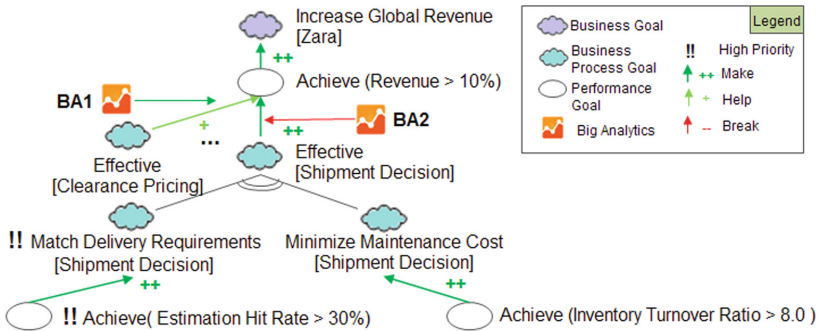 Increase Global Revenue
[Zara]
++
Achieve (Revenue > 10%)
BA1
+
...
++
BA2
Effective
[Clearance Pricing]
Effective
[Shipment Decision]
!! Match Delivery Requirements
[Shipment Decision]
Minimize Maintenance Cost
[Shipment Decision]
++
++
!! Achieve( Estimation Hit Rate > 30%)
Achieve (Inventory Turnover Ratio > 8.0 )
Legend
Business Goal
Business
Process Goal
Performance
Goal
Big Analytics
!! High Priority
++ Make
+ Help
-- Break